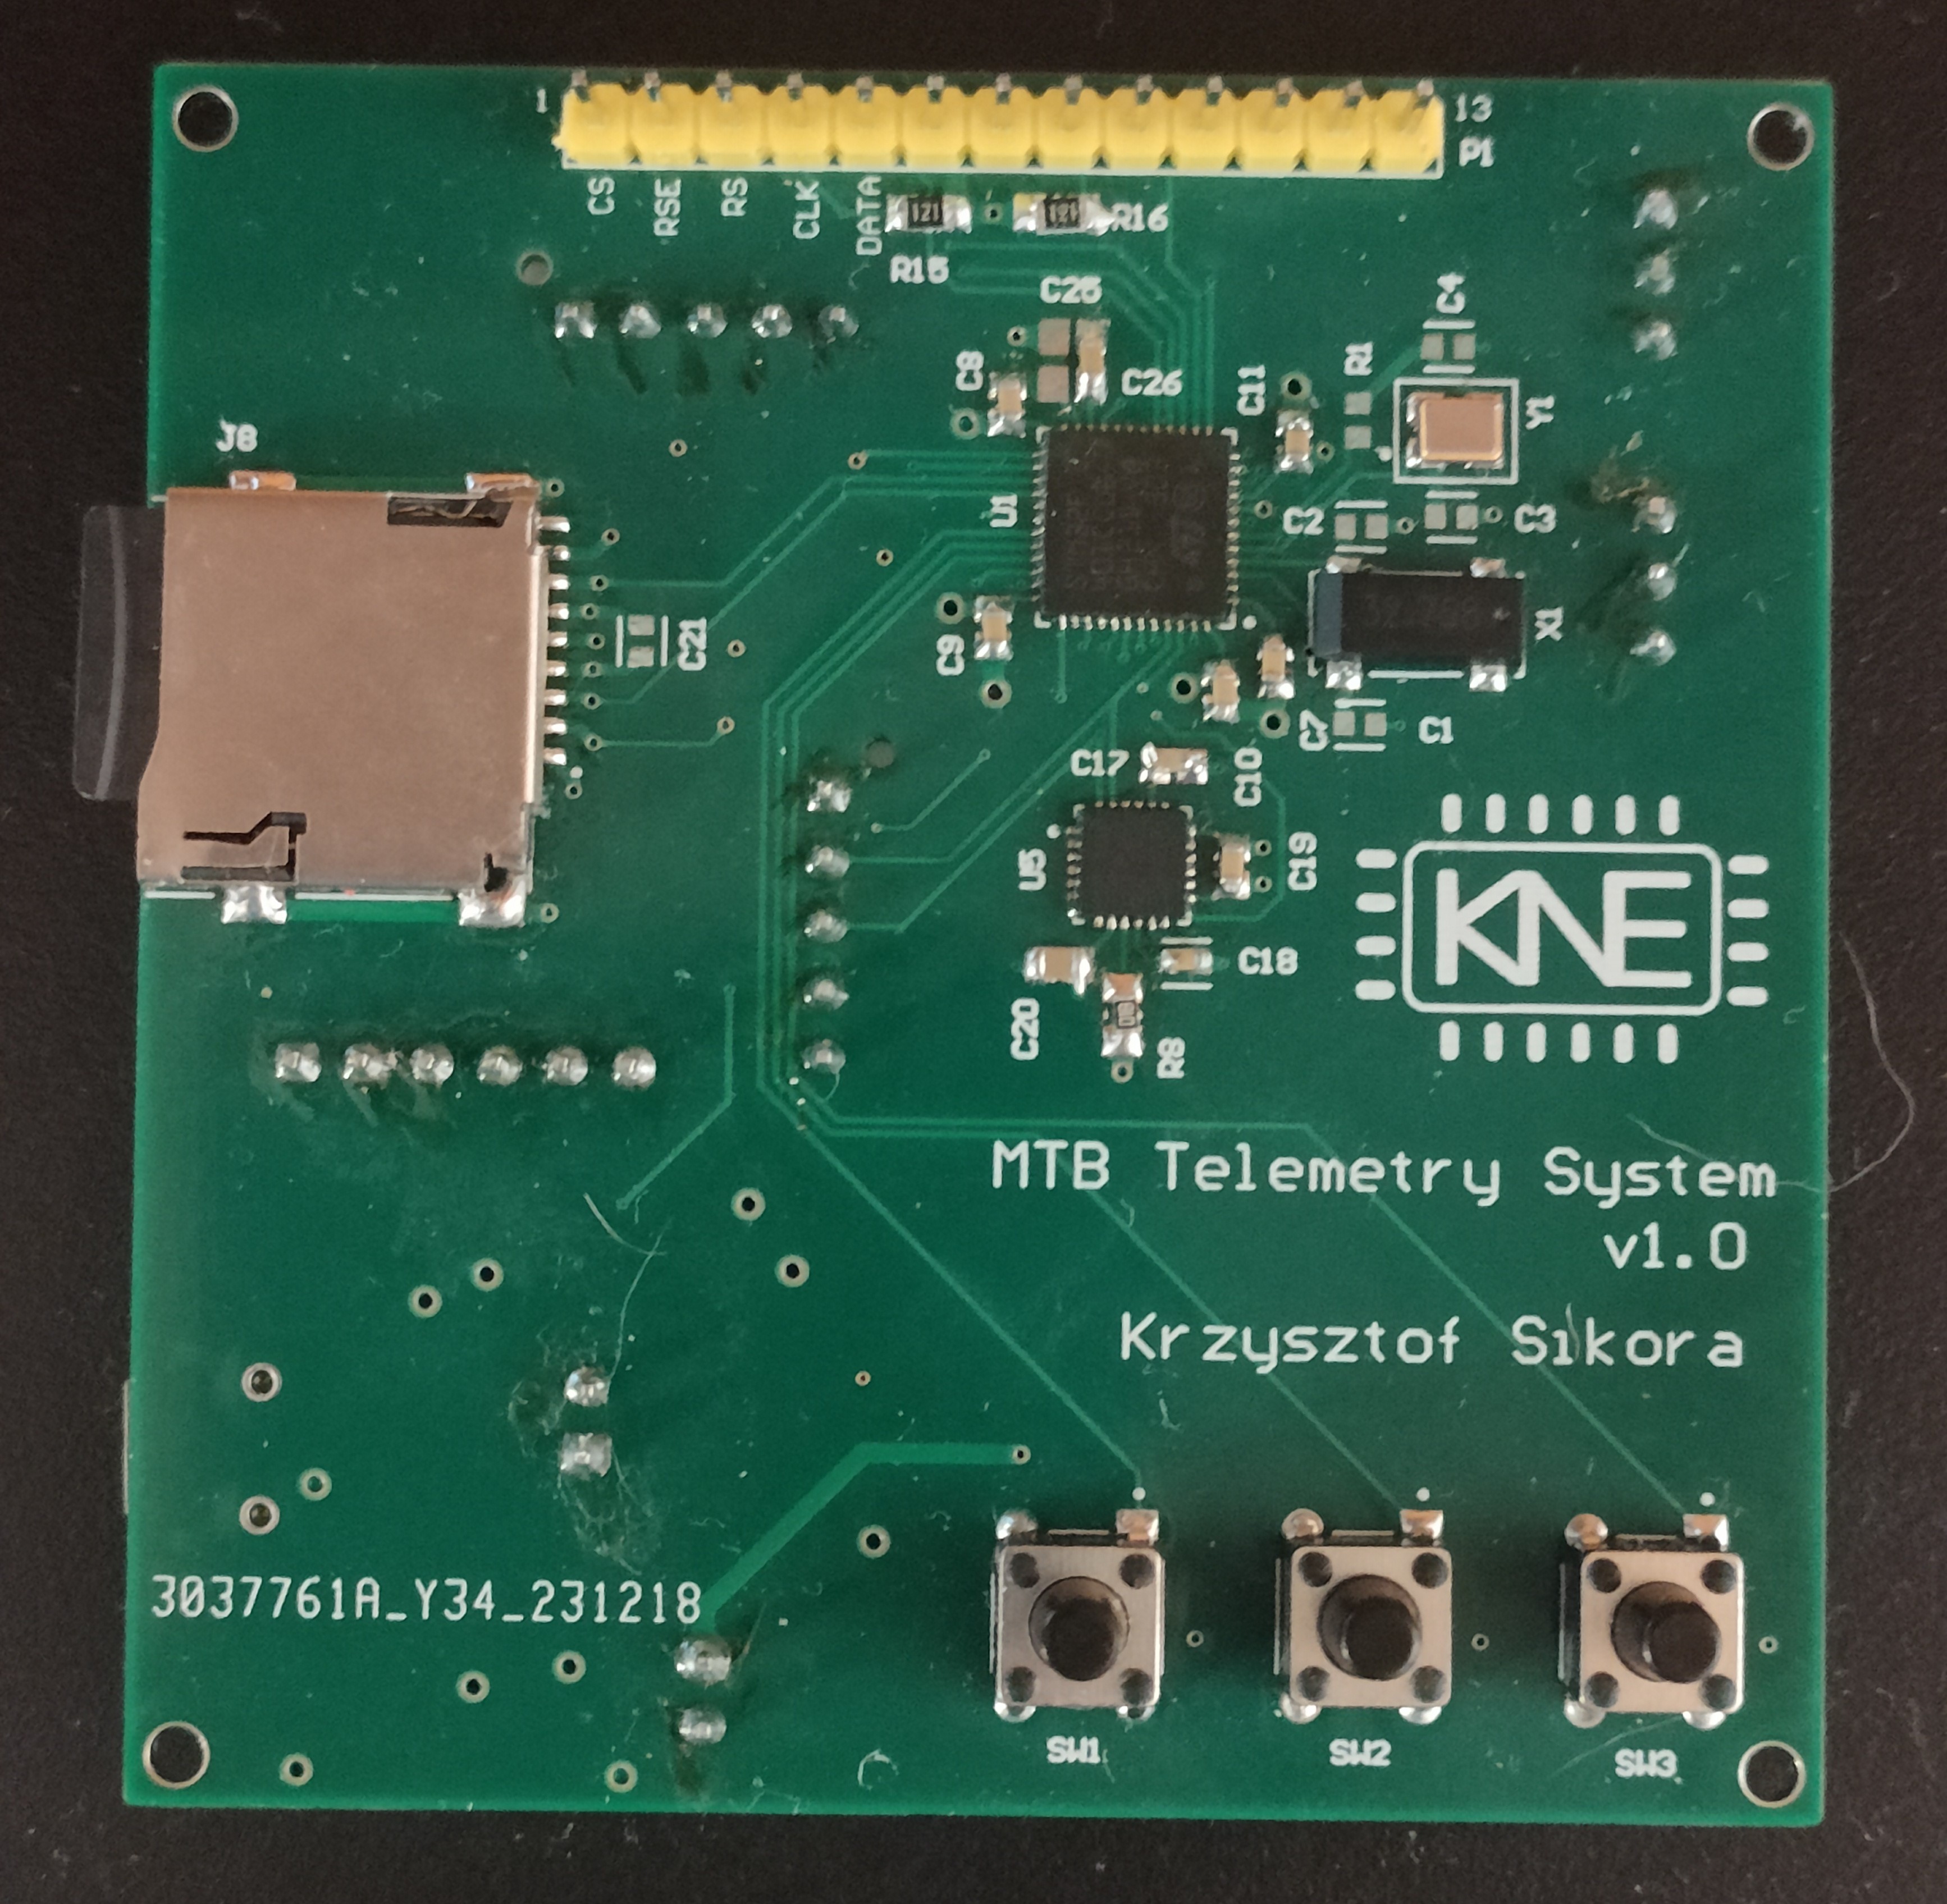 1
13
P1
CS
RSE
RS
CLK
DATA
121
121
R16
R15
C25
C4
C8
C26
C11
R1
Y1
J8
U1
C2
C3
C21
C9
X1
C7
C1
C17
C10
U5
C19
KNE
C18
C20
R8
MTB Telemetry System
v1.0
Krzysztof Sikora
3037761A_Y34_231218
SW1
SW2
SW3